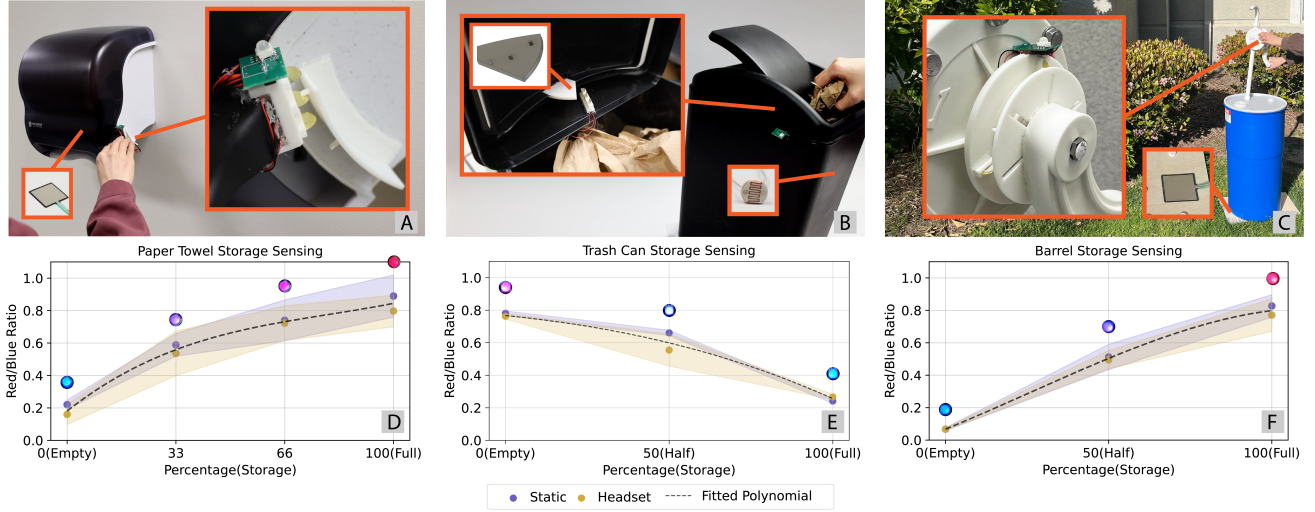 A
B
C
Paper Towel Storage Sensing
Red/Blue Ratio
1.0
0.8
0.6
0.4
0.2
0.0
0(Empty)
33
66
100(Full)
Percentage(Storage)
D
Trash Can Storage Sensing
Red/Blue Ratio
1.0
0.8
0.6
0.4
0.2
0.0
0(Empty)
50(Half)
100(Full)
Percentage(Storage)
E
Barrel Storage Sensing
Red/Blue Ratio
1.0
0.8
0.6
0.4
0.2
0.0
0(Empty)
50(Half)
100(Full)
Percentage(Storage)
F
Static Headset Fitted Polynomial